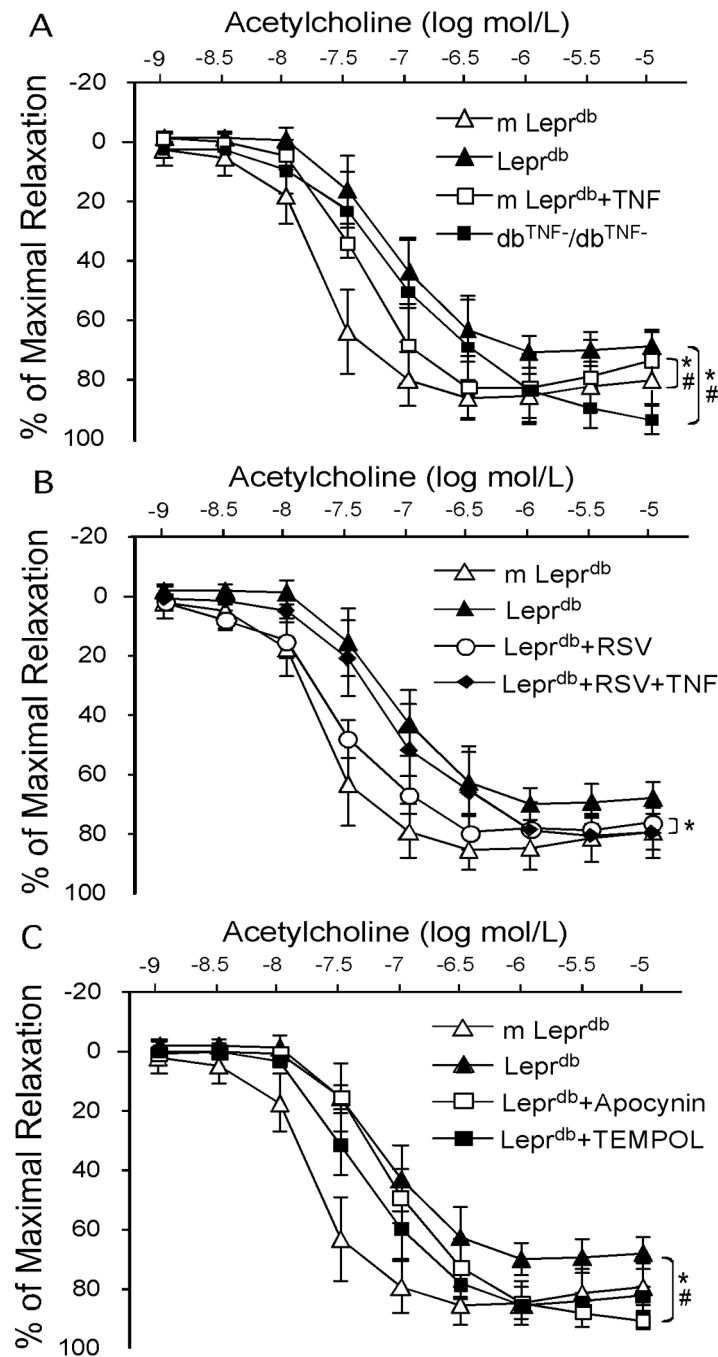 A
Acetylcholine (log mol/L)
-9 -8.5 -8 -7.5 -7 -6.5 -6 -5.5 -5
% of Maximal Relaxation
-20
0
20
40
60
80
100
m Lepr^db
Lepr^db
m Lepr^db+TNF
db^TNF-/db^TNF-
*
#
*
#
B
Acetylcholine (log mol/L)
-9 -8.5 -8 -7.5 -7 -6.5 -6 -5.5 -5
% of Maximal Relaxation
-20
0
20
40
60
80
100
m Lepr^db
Lepr^db
Lepr^db+RSV
Lepr^db+RSV+TNF
*
C
Acetylcholine (log mol/L)
-9 -8.5 -8 -7.5 -7 -6.5 -6 -5.5 -5
% of Maximal Relaxation
-20
0
20
40
60
80
100
m Lepr^db
Lepr^db
Lepr^db+Apocynin
Lepr^db+TEMPOL
*
#